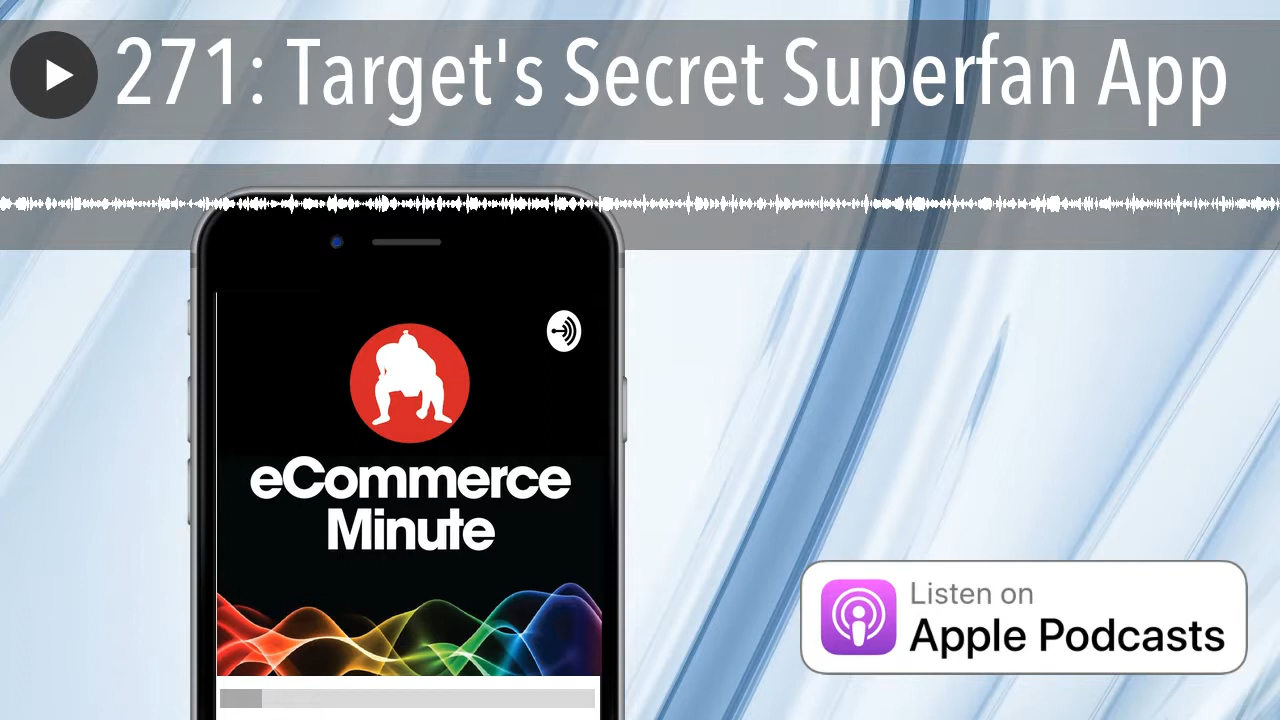 271: Target's Secret Superfan App
eCommerce
Minute
Listen on
Apple Podcasts